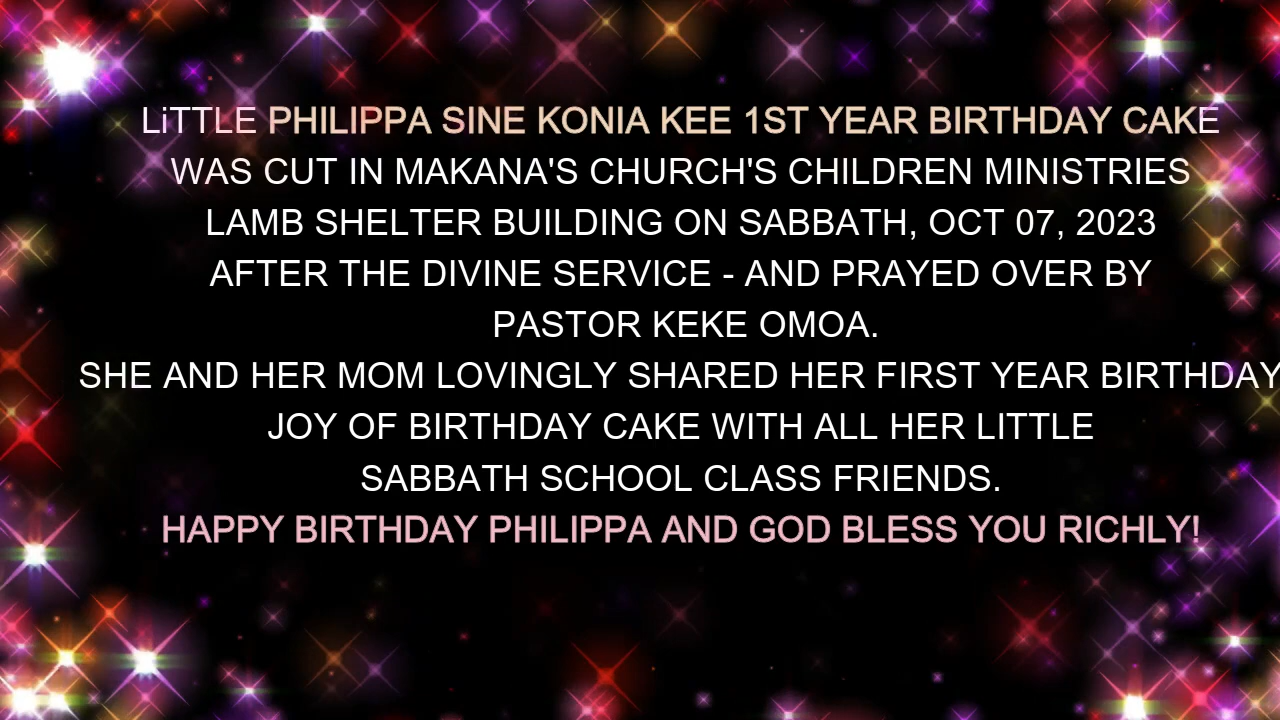 LiTTLE PHILIPPA SINE KONIA KEE 1ST YEAR BIRTHDAY CAKE
WAS CUT IN MAKANA'S CHURCH'S CHILDREN MINISTRIES
LAMB SHELTER BUILDING ON SABBATH, OCT 07, 2023
AFTER THE DIVINE SERVICE - AND PRAYED OVER BY
PASTOR KEKE OMOA.
SHE AND HER MOM LOVINGLY SHARED HER FIRST YEAR BIRTHDAY
JOY OF BIRTHDAY CAKE WITH ALL HER LITTLE
SABBATH SCHOOL CLASS FRIENDS.
HAPPY BIRTHDAY PHILIPPA AND GOD BLESS YOU RICHLY!